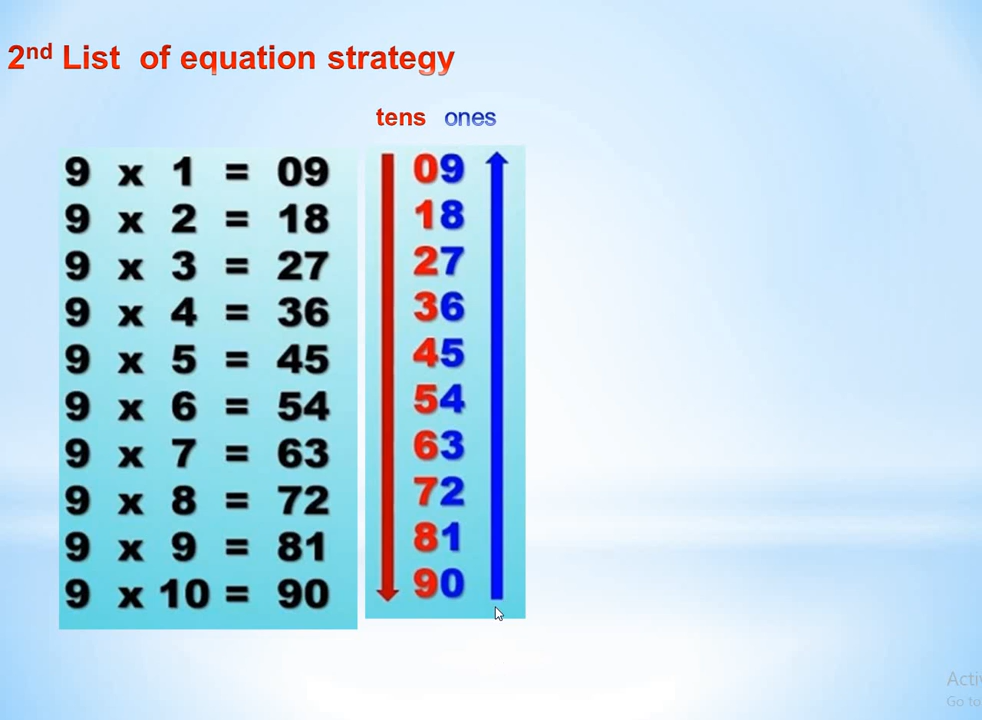 2nd List of equation strategy
tens ones
9 x 1 = 09
9 x 2 = 18
9 x 3 = 27
9 x 4 = 36
9 x 5 = 45
9 x 6 = 54
9 x 7 = 63
9 x 8 = 72
9 x 9 = 81
9 x 10 = 90
09
18
27
36
45
54
63
72
81
90
Go to